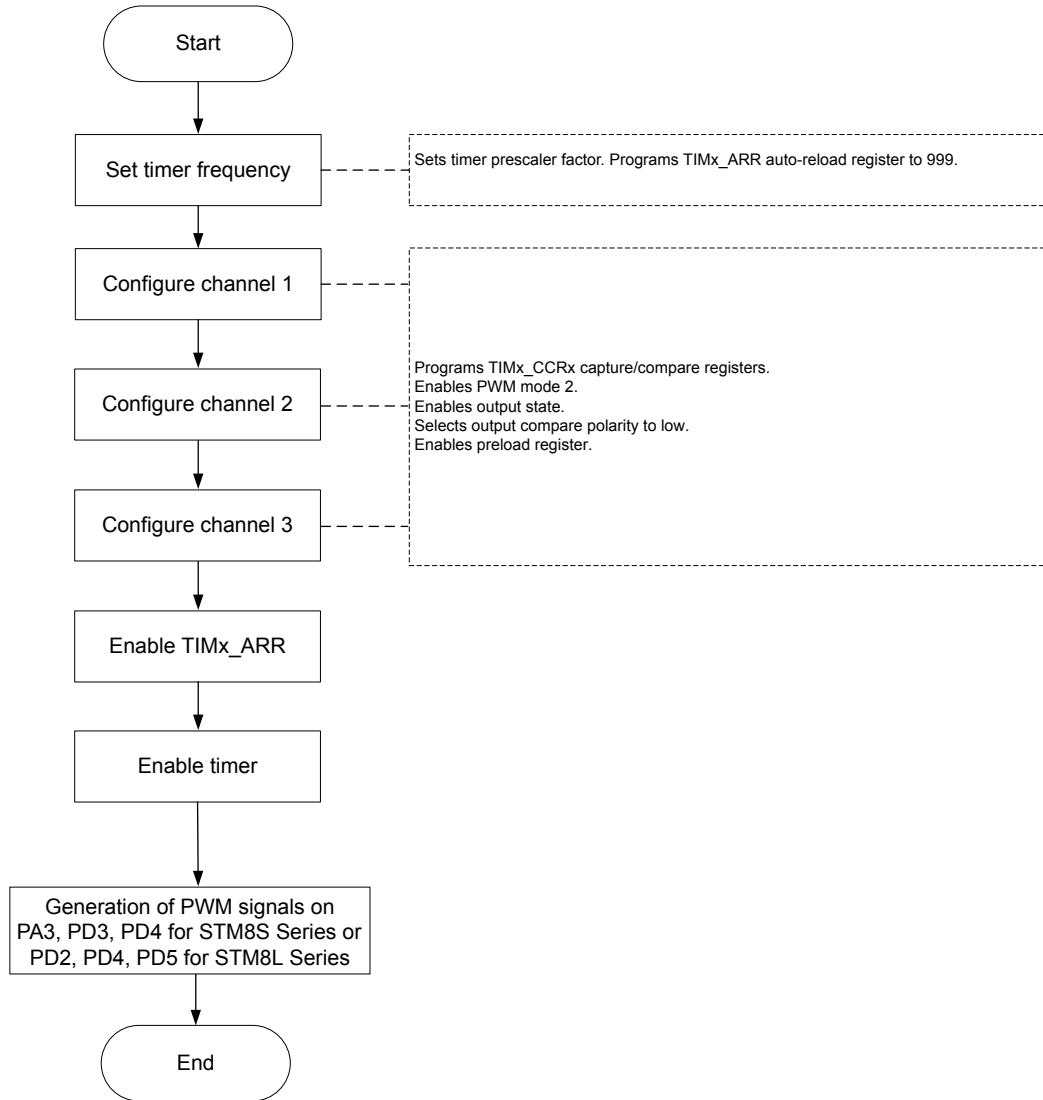 Start
Set timer frequency
Sets timer prescaler factor. Programs TIMx_ARR auto-reload register to 999.
Configure channel 1
Configure channel 2
Programs TIMx_CCRx capture/compare registers.
Enables PWM mode 2.
Enables output state.
Selects output compare polarity to low.
Enables preload register.
Configure channel 3
Enable TIMx_ARR
Enable timer
Generation of PWM signals on
PA3, PD3, PD4 for STM8S Series or
PD2, PD4, PD5 for STM8L Series
End